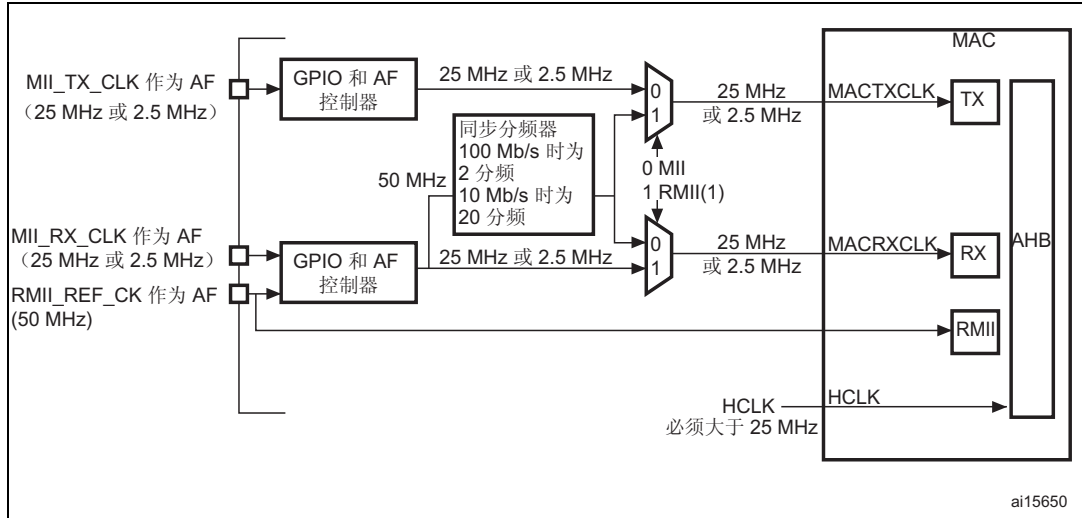 MAC
MII_TX_CLK 作为 AF
（25 MHz 或 2.5 MHz）
GPIO 和 AF
控制器
25 MHz 或 2.5 MHz
0
1
25 MHz
或 2.5 MHz
MACTXCLK
TX
同步分频器
100 Mb/s 时为
2 分频
10 Mb/s 时为
20 分频
50 MHz
0 MII
1 RMII(1)
MII_RX_CLK 作为 AF
（25 MHz 或 2.5 MHz）
RMII_REF_CK 作为 AF
(50 MHz)
GPIO 和 AF
控制器
25 MHz 或 2.5 MHz
0
1
25 MHz
或 2.5 MHz
MACRXCLK
RX
AHB
RMII
HCLK
必须大于 25 MHz
HCLK
ai15650